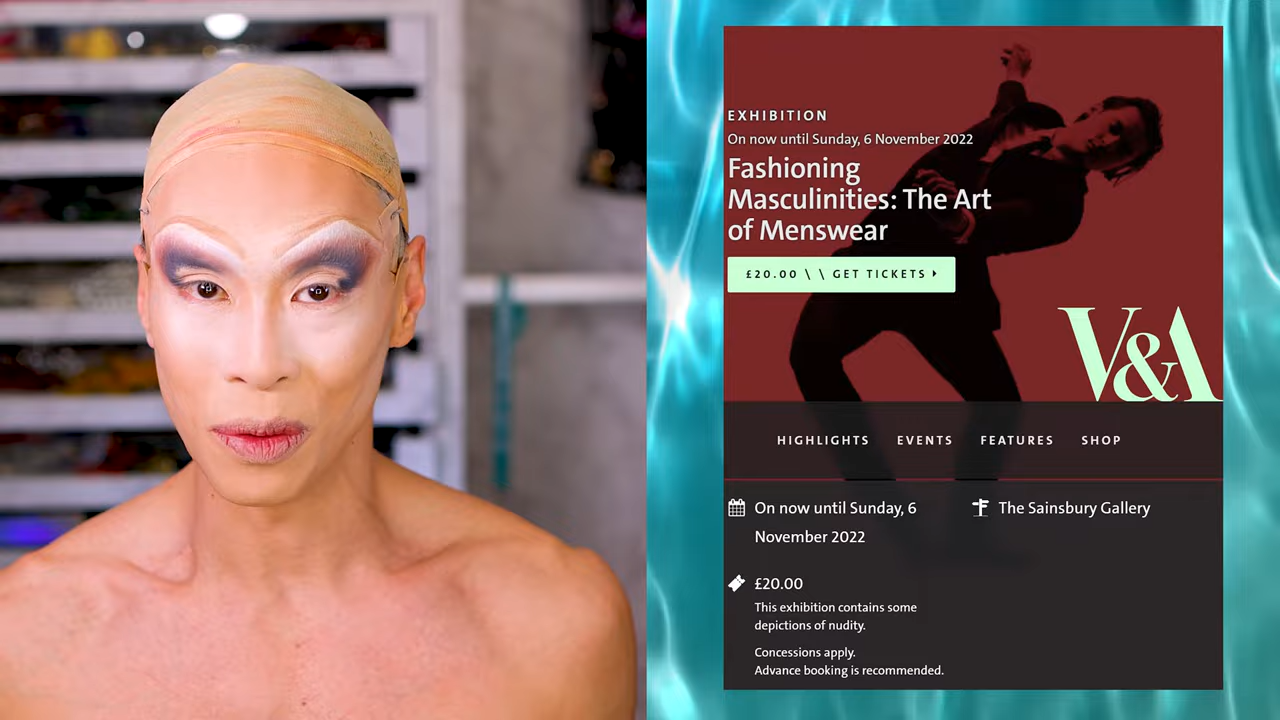 EXHIBITION
On now until Sunday, 6 November 2022
Fashioning
Masculinities: The Art
of Menswear
£20.00 \ \ GET TICKETS
V&A
HIGHLIGHTS EVENTS FEATURES SHOP
On now until Sunday, 6
November 2022
The Sainsbury Gallery
£20.00
This exhibition contains some
depictions of nudity.
Concessions apply.
Advance booking is recommended.